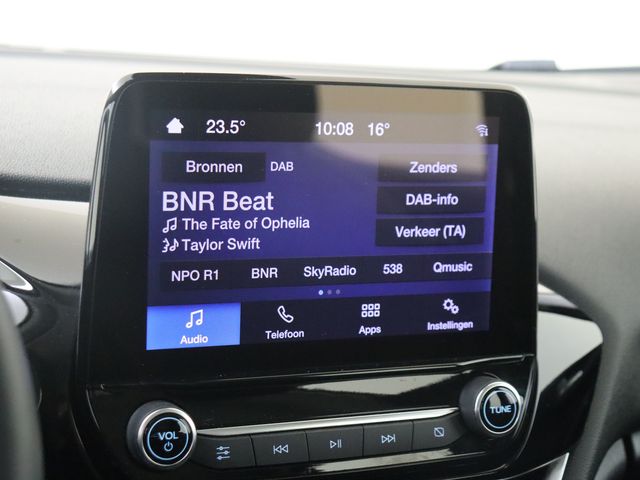 23.5° 10:08 16°
Bronnen DAB Zenders
BNR Beat DAB-info
The Fate of Ophelia
Taylor Swift Verkeer (TA)
NPO R1 BNR SkyRadio 538 Qmusic
Audio Telefoon Apps Instellingen
VOL TUNE